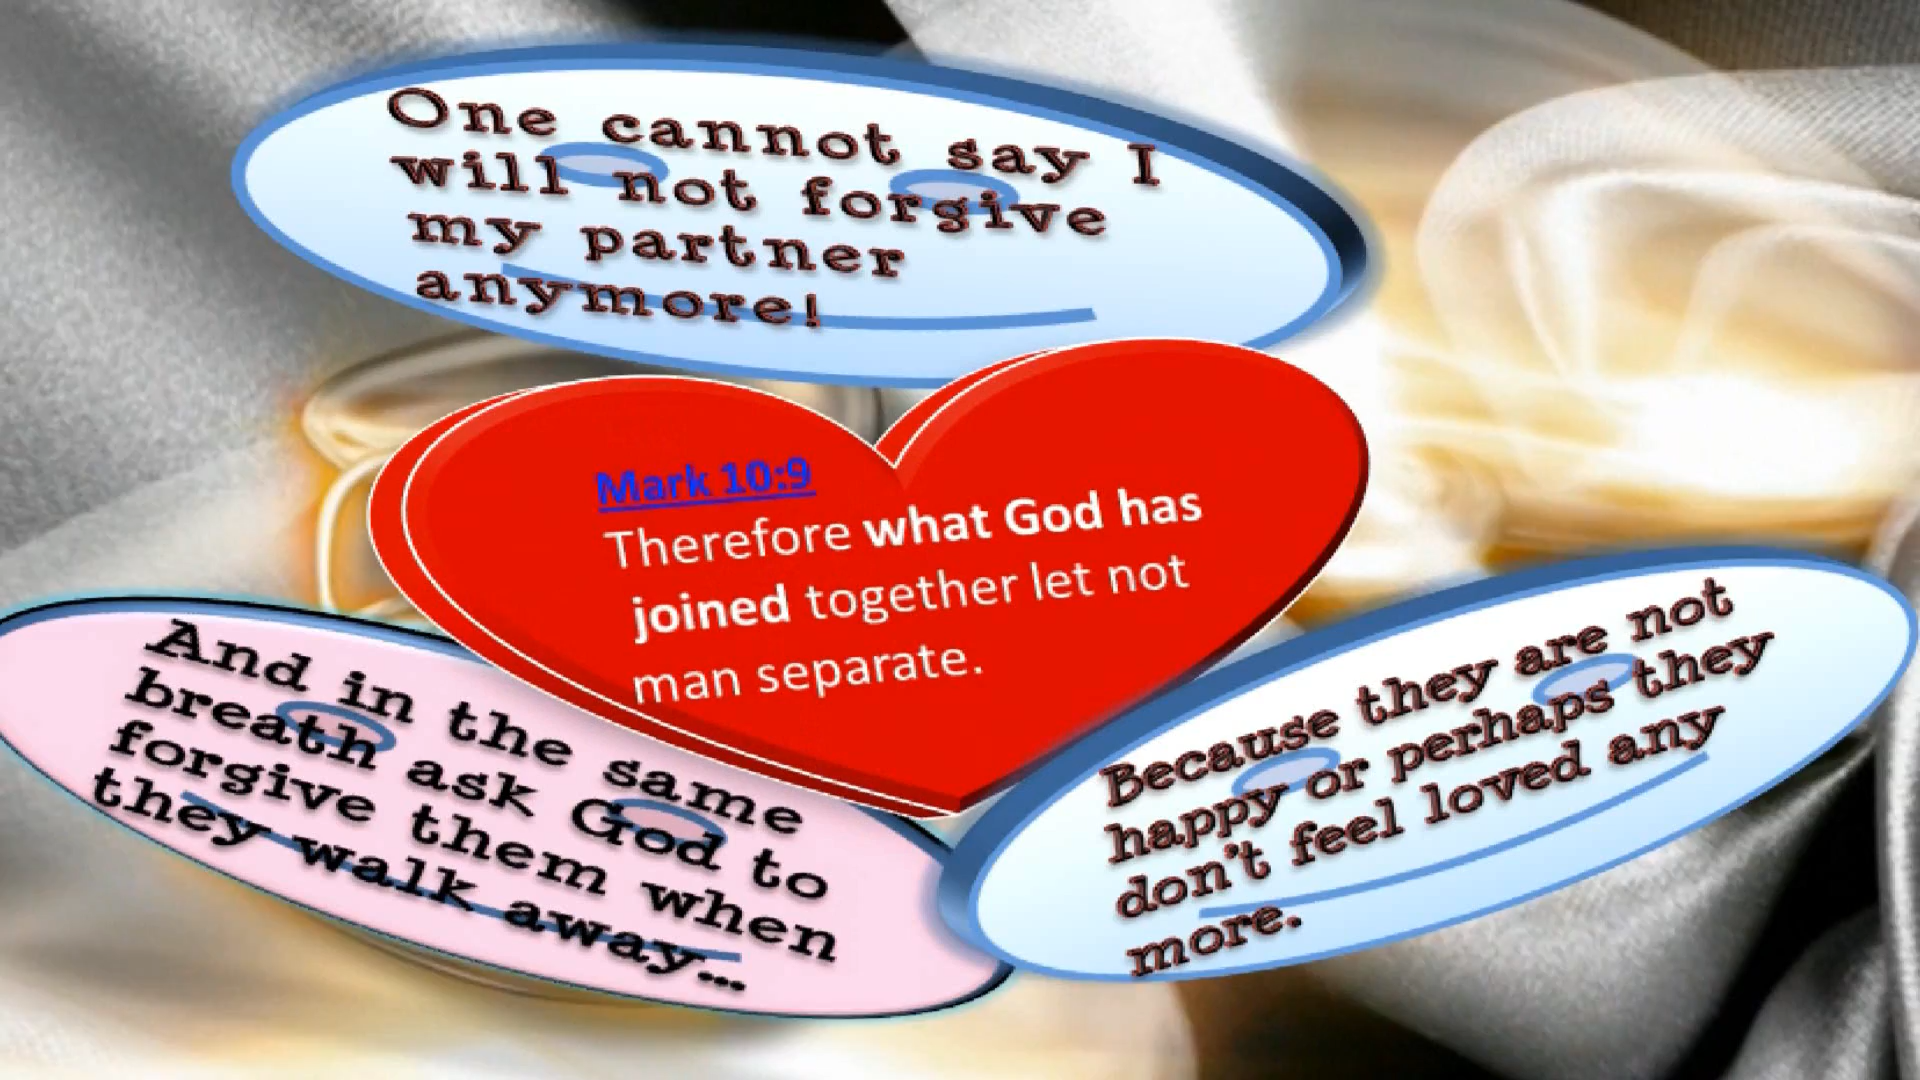 One cannot say I
will not forgive
my partner
anymore!
Mark 10:9
Therefore what God has
joined together let not
man separate.
And in the same
breath ask God to
forgive them when
they walk away...
Because they are not
happy or perhaps they
don't feel loved any
more.